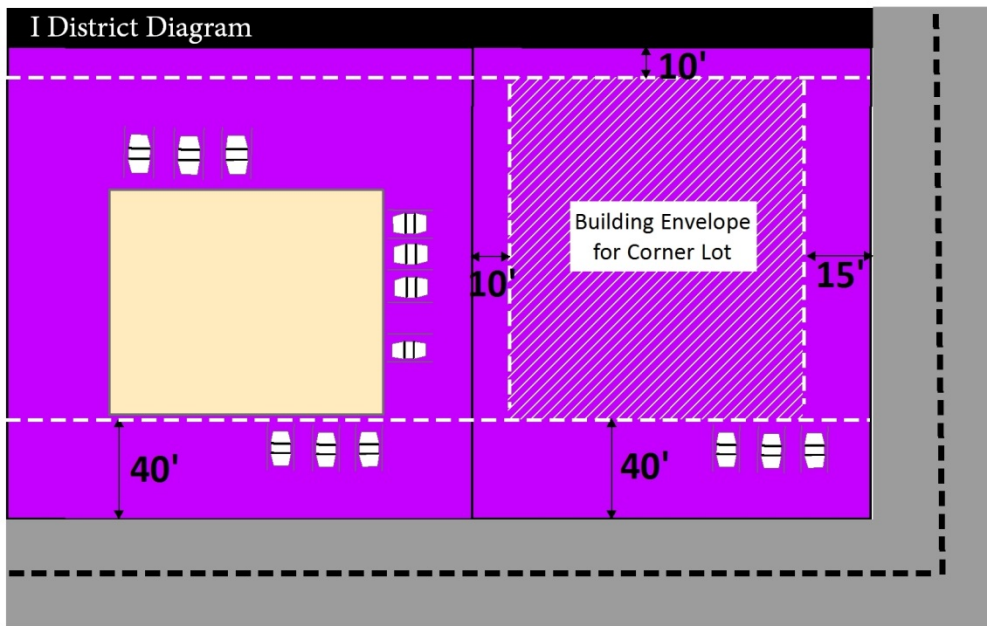 I District Diagram
10'
Building Envelope
for Corner Lot
10'
15'
40'
40'